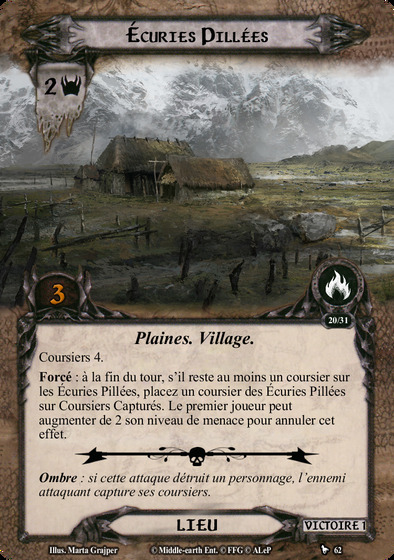 Écuries Pillées
2
3
20/31
Plaines. Village.
Coursiers 4.
Forcé : à la fin du tour, s'il reste au moins un coursier sur
les Écuries Pillées, placez un coursier des Écuries Pillées
sur Coursiers Capturés. Le premier joueur peut
augmenter de 2 son niveau de menace pour annuler cet
effet.
Ombre : si cette attaque détruit un personnage, l'ennemi
attaquant capture ses coursiers.
LIEU
VICTOIRE 1
Illus. Marta Grajper
© Middle-earth Ent. © FFG © ALeP
62